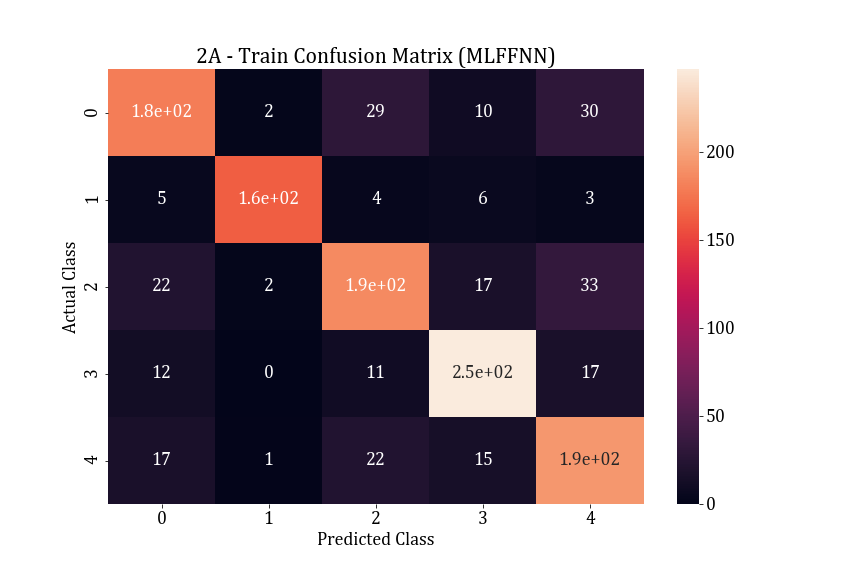 2A - Train Confusion Matrix (MLFFNN)
0 1.8e+02 2 29 10 30
1 5 1.6e+02 4 6 3
2 22 2 1.9e+02 17 33
3 12 0 11 2.5e+02 17
4 17 1 22 15 1.9e+02
0 1 2 3 4
Predicted Class
Actual Class
200
150
100
50
0